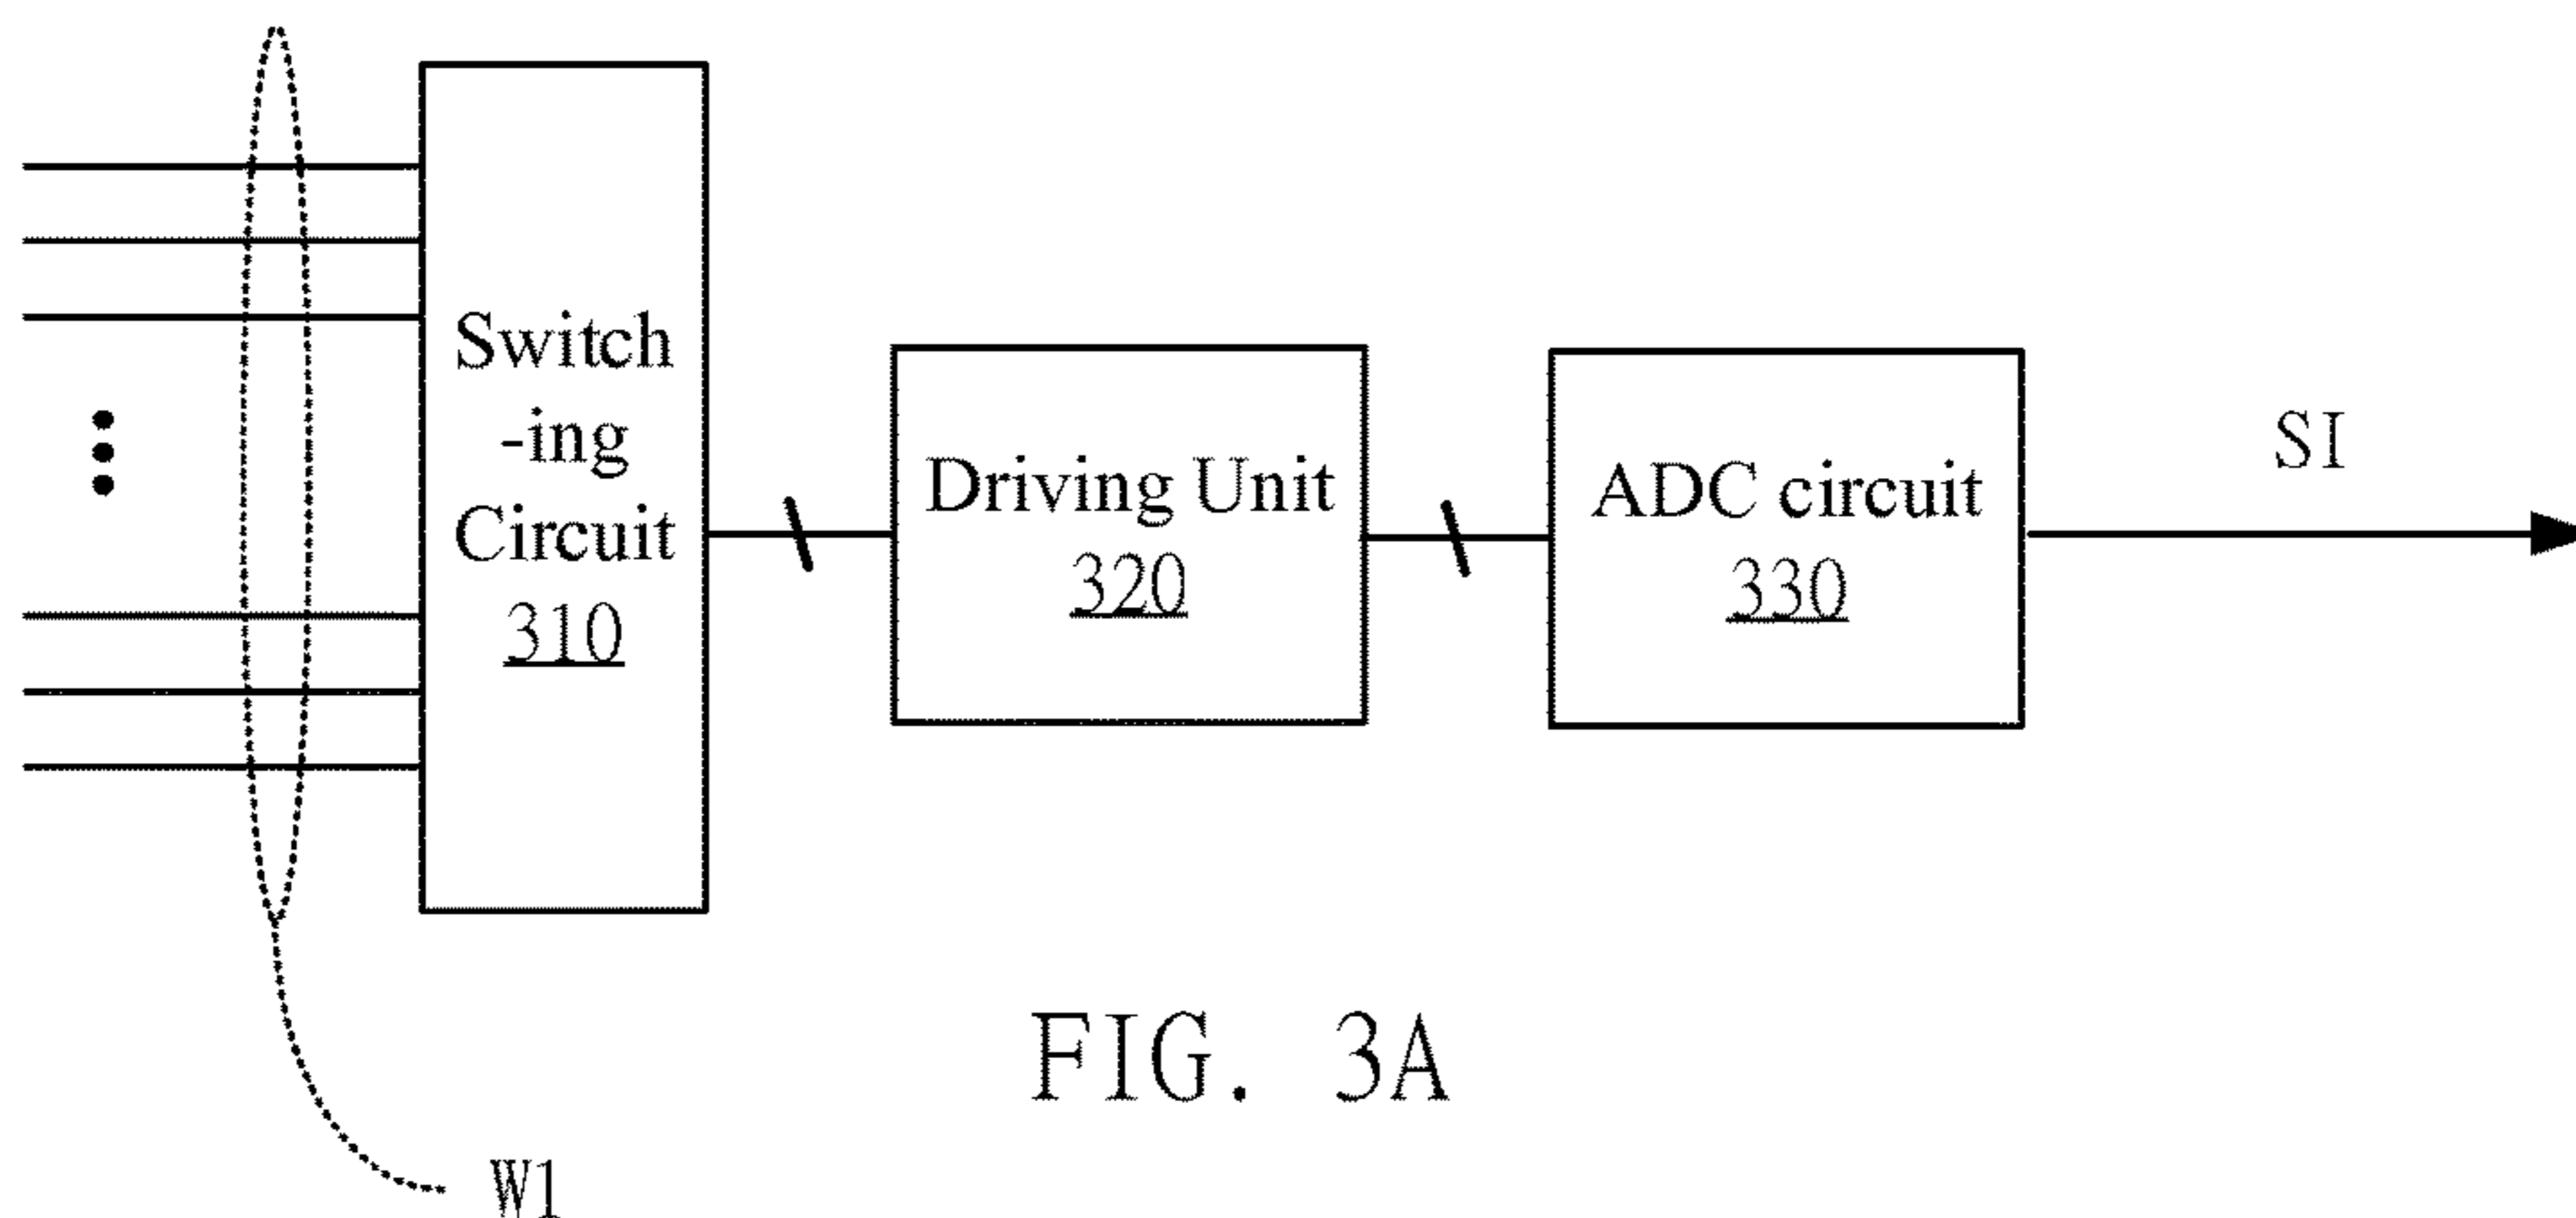 Switch
-ing
Circuit
310
Driving Unit
320
ADC circuit
330
SI
FIG. 3A
W1